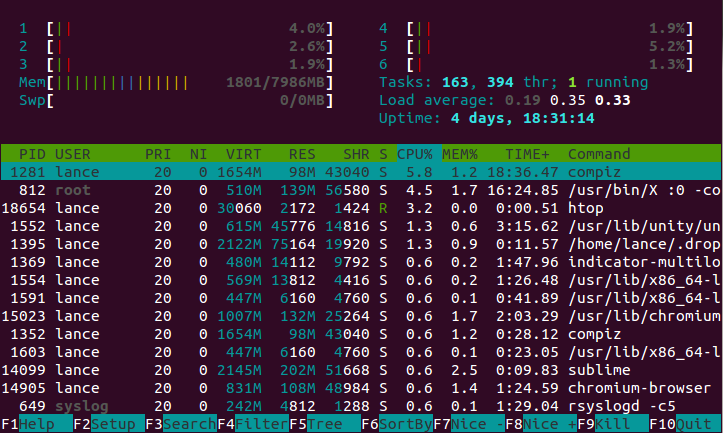 1 [|| 4.0%] 4 [|| 1.9%]
2 [| 2.6%] 5 [|| 5.2%]
3 [|| 1.9%] 6 [| 1.3%]
Mem[||||||||||||||| 1801/7986MB] Tasks: 163, 394 thr; 1 running
Swp[ 0/0MB] Load average: 0.19 0.35 0.33
Uptime: 4 days, 18:31:14
PID USER PRI NI VIRT RES SHR S CPU% MEM% TIME+ Command
1281 lance 20 0 1654M 98M 43040 S 5.8 1.2 18:36.47 compiz
812 root 20 0 510M 139M 56580 S 4.5 1.7 16:24.85 /usr/bin/X :0 -co
18654 lance 20 0 30060 2172 1424 R 3.2 0.0 0:00.51 htop
1552 lance 20 0 615M 45776 14816 S 1.3 0.6 3:15.62 /usr/lib/unity/un
1395 lance 20 0 2122M 75164 19920 S 1.3 0.9 0:11.57 /home/lance/.drop
1369 lance 20 0 480M 14112 9792 S 0.6 0.2 1:47.96 indicator-multilo
1554 lance 20 0 569M 13812 4416 S 0.6 0.2 1:26.48 /usr/lib/x86_64-l
1591 lance 20 0 447M 6160 4760 S 0.6 0.1 0:41.89 /usr/lib/x86_64-l
15023 lance 20 0 1007M 132M 25264 S 0.6 1.7 2:03.29 /usr/lib/chromium
1352 lance 20 0 1654M 98M 43040 S 0.6 1.2 0:28.12 compiz
1603 lance 20 0 447M 6160 4760 S 0.6 0.1 0:23.05 /usr/lib/x86_64-l
14099 lance 20 0 2145M 202M 51668 S 0.6 2.5 0:09.83 sublime
14905 lance 20 0 831M 108M 48984 S 0.6 1.4 1:24.59 chromium-browser
649 syslog 20 0 242M 4812 1288 S 0.6 0.1 1:29.04 rsyslogd -c5
F1Help F2Setup F3SearchF4FilterF5Tree F6SortByF7Nice -F8Nice +F9Kill F10Quit